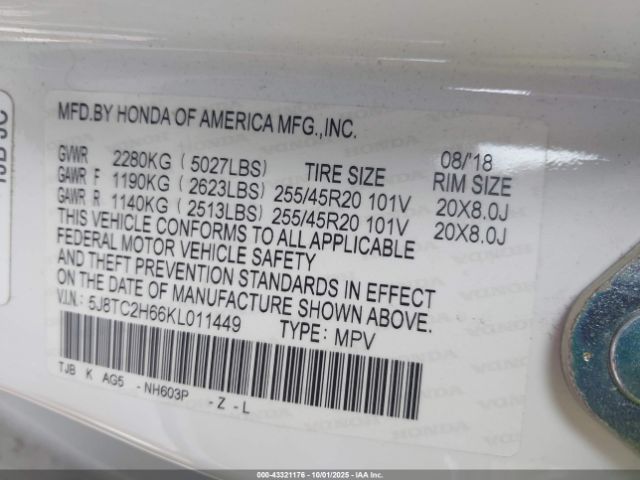 MFD.BY HONDA OF AMERICA MFG.,INC.
GVWR 2280KG (5027LBS) TIRE SIZE 08/'18 RIM SIZE
GAWR F 1190KG (2623LBS) 255/45R20 101V 20X8.0J
GAWR R 1140KG (2513LBS) 255/45R20 101V 20X8.0J
THIS VEHICLE CONFORMS TO ALL APPLICABLE
FEDERAL MOTOR VEHICLE SAFETY
AND THEFT PREVENTION STANDARDS IN EFFECT
ON THE DATE OF MANUFACTURE SHOWN ABOVE.
V.I.N.: 5J8TC2H66KL011449 TYPE: MPV
TJB K AG5 -NH603P -Z-L
00-43321176 - 10/01/2025 - IAA Inc.